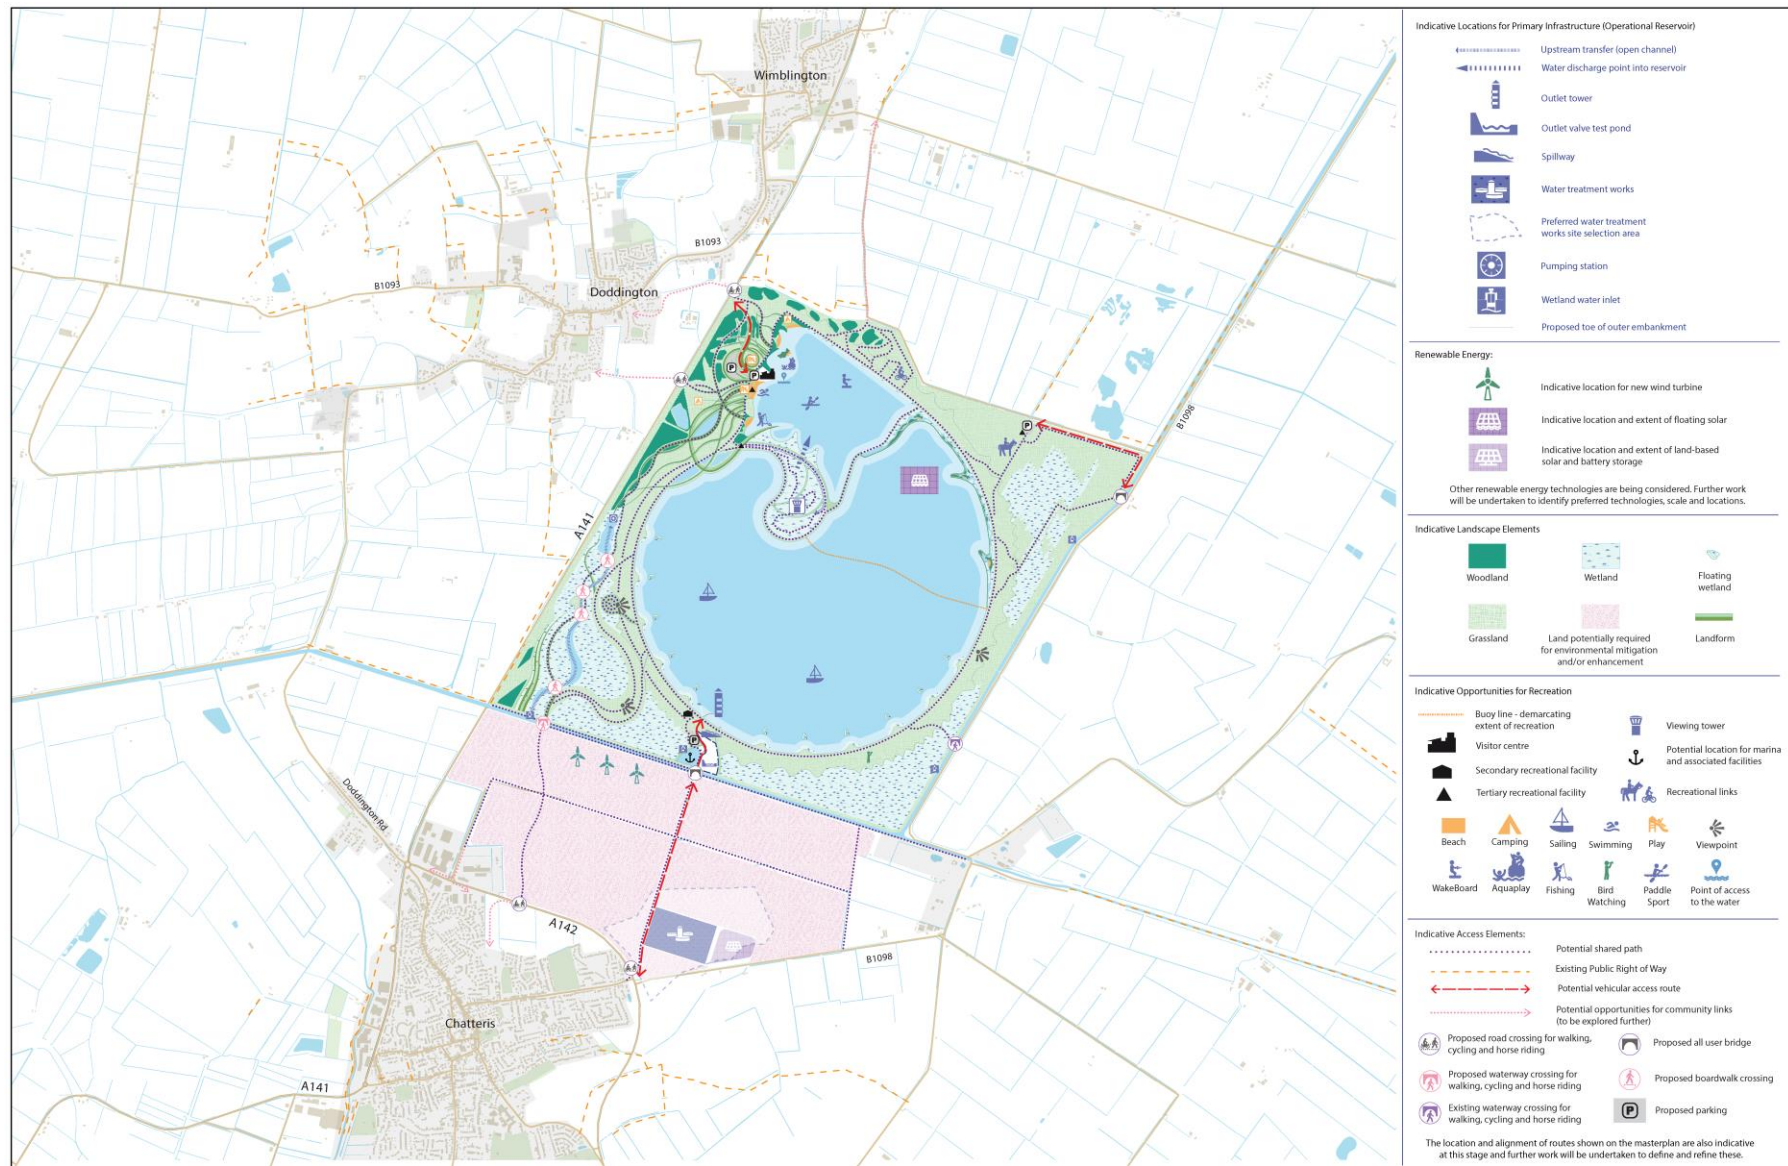 Wimblington
B1093
B1093
Doddington
B1098
A141
Doddington Rd
A142
B1098
Chatteris
A141
Indicative Locations for Primary Infrastructure (Operational Reservoir)
Upstream transfer (open channel)
Water discharge point into reservoir
Outlet tower
Outlet valve test pond
Spillway
Water treatment works
Preferred water treatment
works site selection area
Pumping station
Wetland water inlet
Proposed toe of outer embankment
Renewable Energy:
Indicative location for new wind turbine
Indicative location and extent of floating solar
Indicative location and extent of land-based
solar and battery storage
Other renewable energy technologies are being considered. Further work
will be undertaken to identify preferred technologies, scale and locations.
Indicative Landscape Elements
Woodland
Wetland
Floating
wetland
Grassland
Land potentially required
for environmental mitigation
and/or enhancement
Landform
Indicative Opportunities for Recreation
Buoy line - demarcating
extent of recreation
Viewing tower
Visitor centre
Potential location for marina
and associated facilities
Secondary recreational facility
Tertiary recreational facility
Recreational links
Beach
Camping
Sailing
Swimming
Play
Viewpoint
WakeBoard
Aquaplay
Fishing
Bird
Watching
Paddle
Sport
Point of access
to the water
Indicative Access Elements:
Potential shared path
Existing Public Right of Way
Potential vehicular access route
Potential opportunities for community links
(to be explored further)
Proposed road crossing for walking,
cycling and horse riding
Proposed all user bridge
Proposed waterway crossing for
walking, cycling and horse riding
Proposed boardwalk crossing
Existing waterway crossing for
walking, cycling and horse riding
P
Proposed parking
The location and alignment of routes shown on the masterplan are also indicative
at this stage and further work will be undertaken to define and refine these.
P
P
P
P